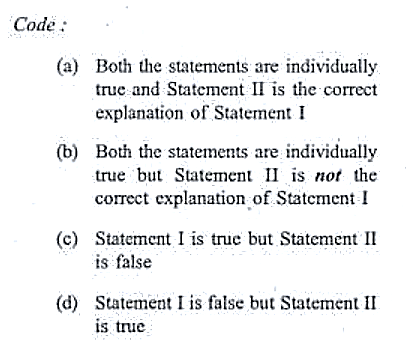 Code :
(a) Both the statements are individually
true and Statement II is the correct
explanation of Statement I
(b) Both the statements are individually
true but Statement II is not the
correct explanation of Statement I
(c) Statement I is true but Statement II
is false
(d) Statement I is false but Statement II
is true